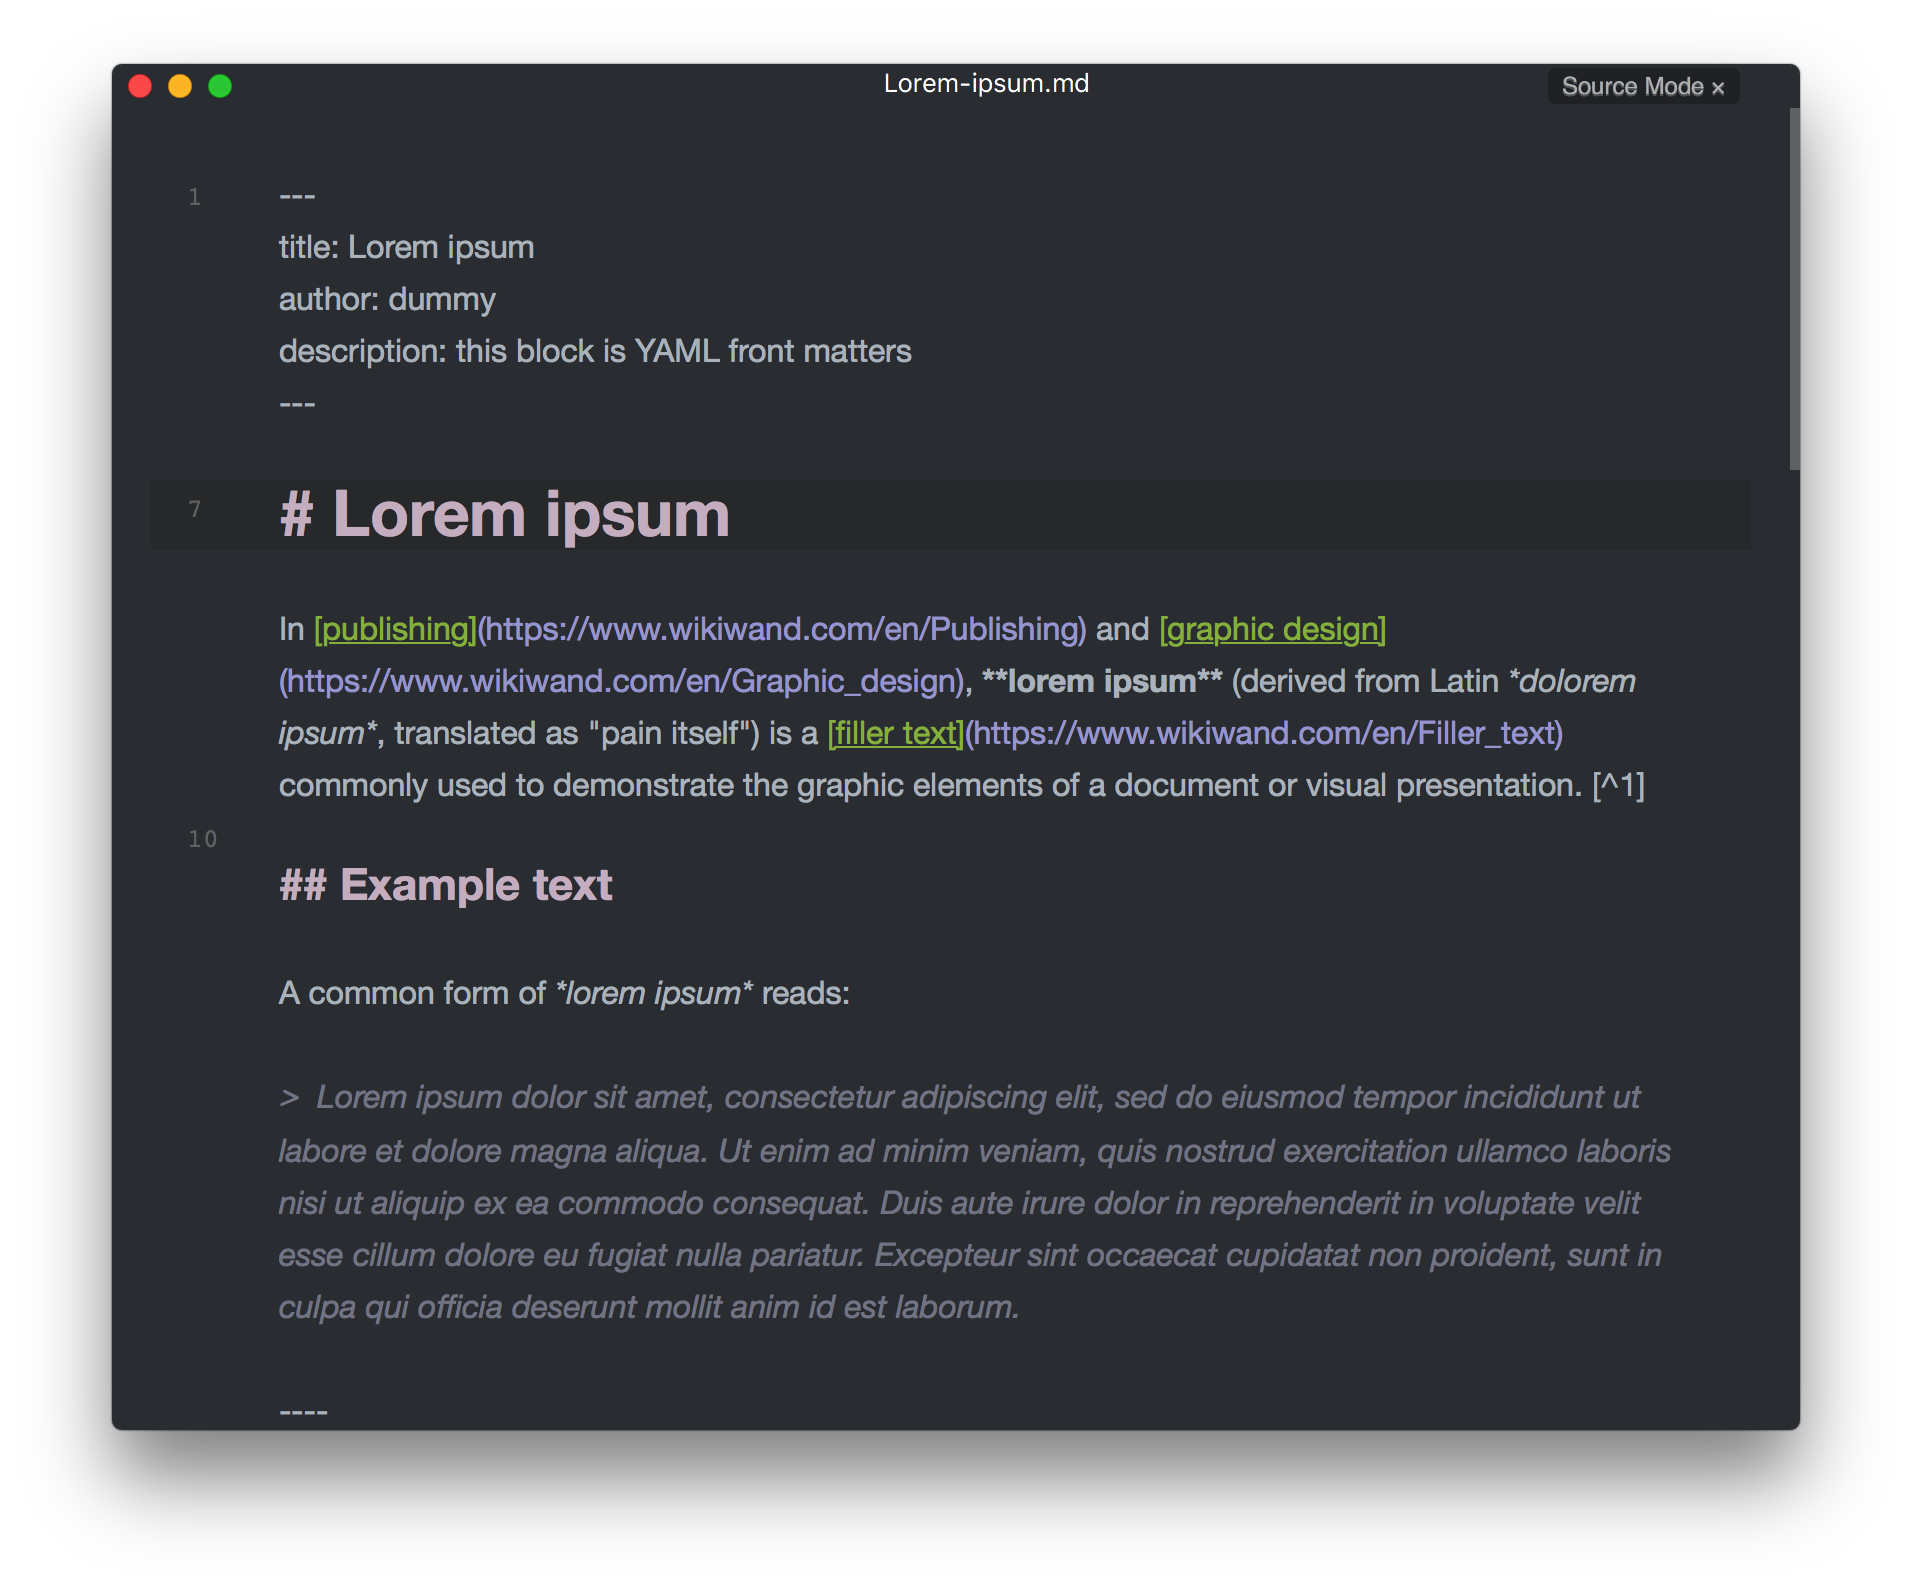 Lorem-ipsum.md
Source Mode ×
1
---
title: Lorem ipsum
author: dummy
description: this block is YAML front matters
---
7
# Lorem ipsum
In [publishing](https://www.wikiwand.com/en/Publishing) and [graphic design]
(https://www.wikiwand.com/en/Graphic_design), **lorem ipsum** (derived from Latin *dolorem
ipsum*, translated as "pain itself") is a [filler text](https://www.wikiwand.com/en/Filler_text)
commonly used to demonstrate the graphic elements of a document or visual presentation. [^1]
10
## Example text
A common form of *lorem ipsum* reads:
> Lorem ipsum dolor sit amet, consectetur adipiscing elit, sed do eiusmod tempor incididunt ut
labore et dolore magna aliqua. Ut enim ad minim veniam, quis nostrud exercitation ullamco laboris
nisi ut aliquip ex ea commodo consequat. Duis aute irure dolor in reprehenderit in voluptate velit
esse cillum dolore eu fugiat nulla pariatur. Excepteur sint occaecat cupidatat non proident, sunt in
culpa qui officia deserunt mollit anim id est laborum.
----